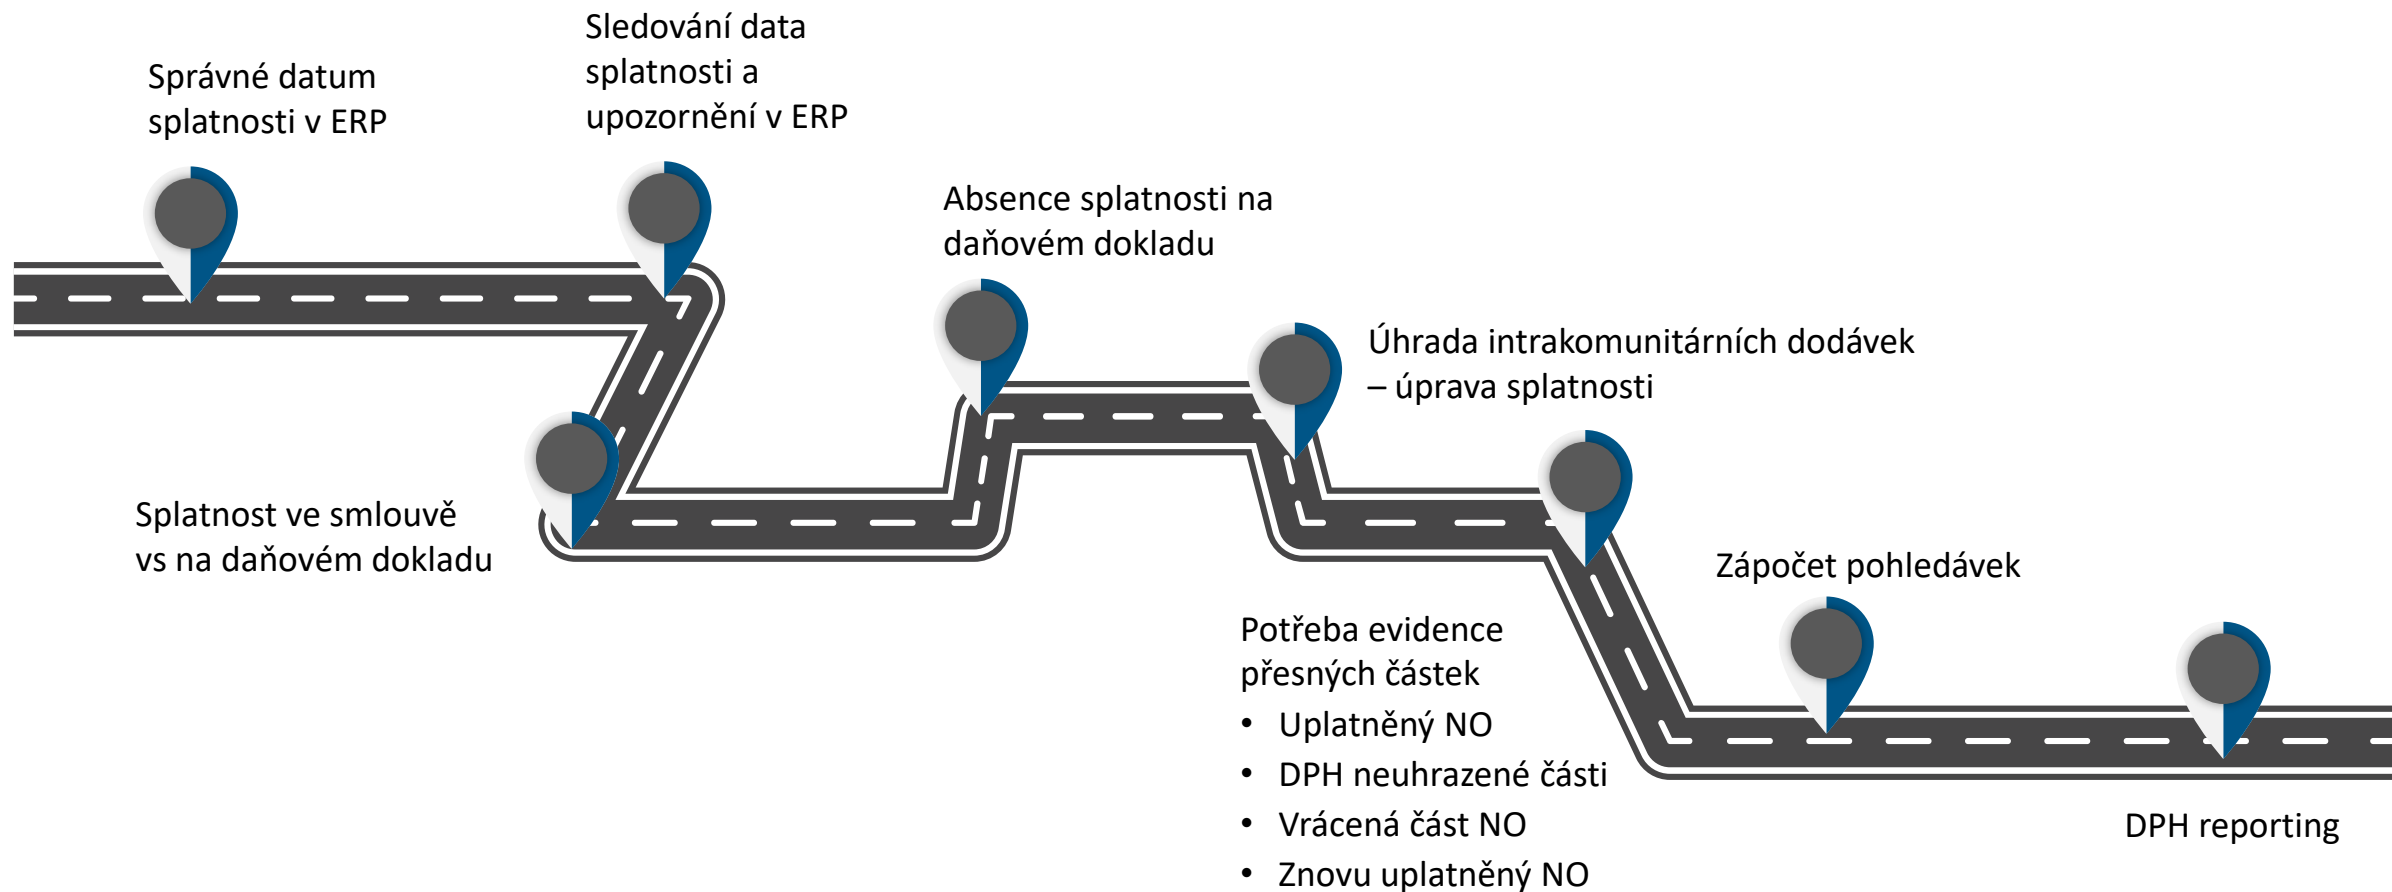 Správné datum
splatnosti v ERP
Sledování data
splatnosti a
upozornění v ERP
Splatnost ve smlouvě
vs na daňovém dokladu
Absence splatnosti na
daňovém dokladu
Úhrada intrakomunitárních dodávek
– úprava splatnosti
Potřeba evidence
přesných částek
• Uplatněný NO
• DPH neuhrazené části
• Vrácená část NO
• Znovu uplatněný NO
Zápočet pohledávek
DPH reporting